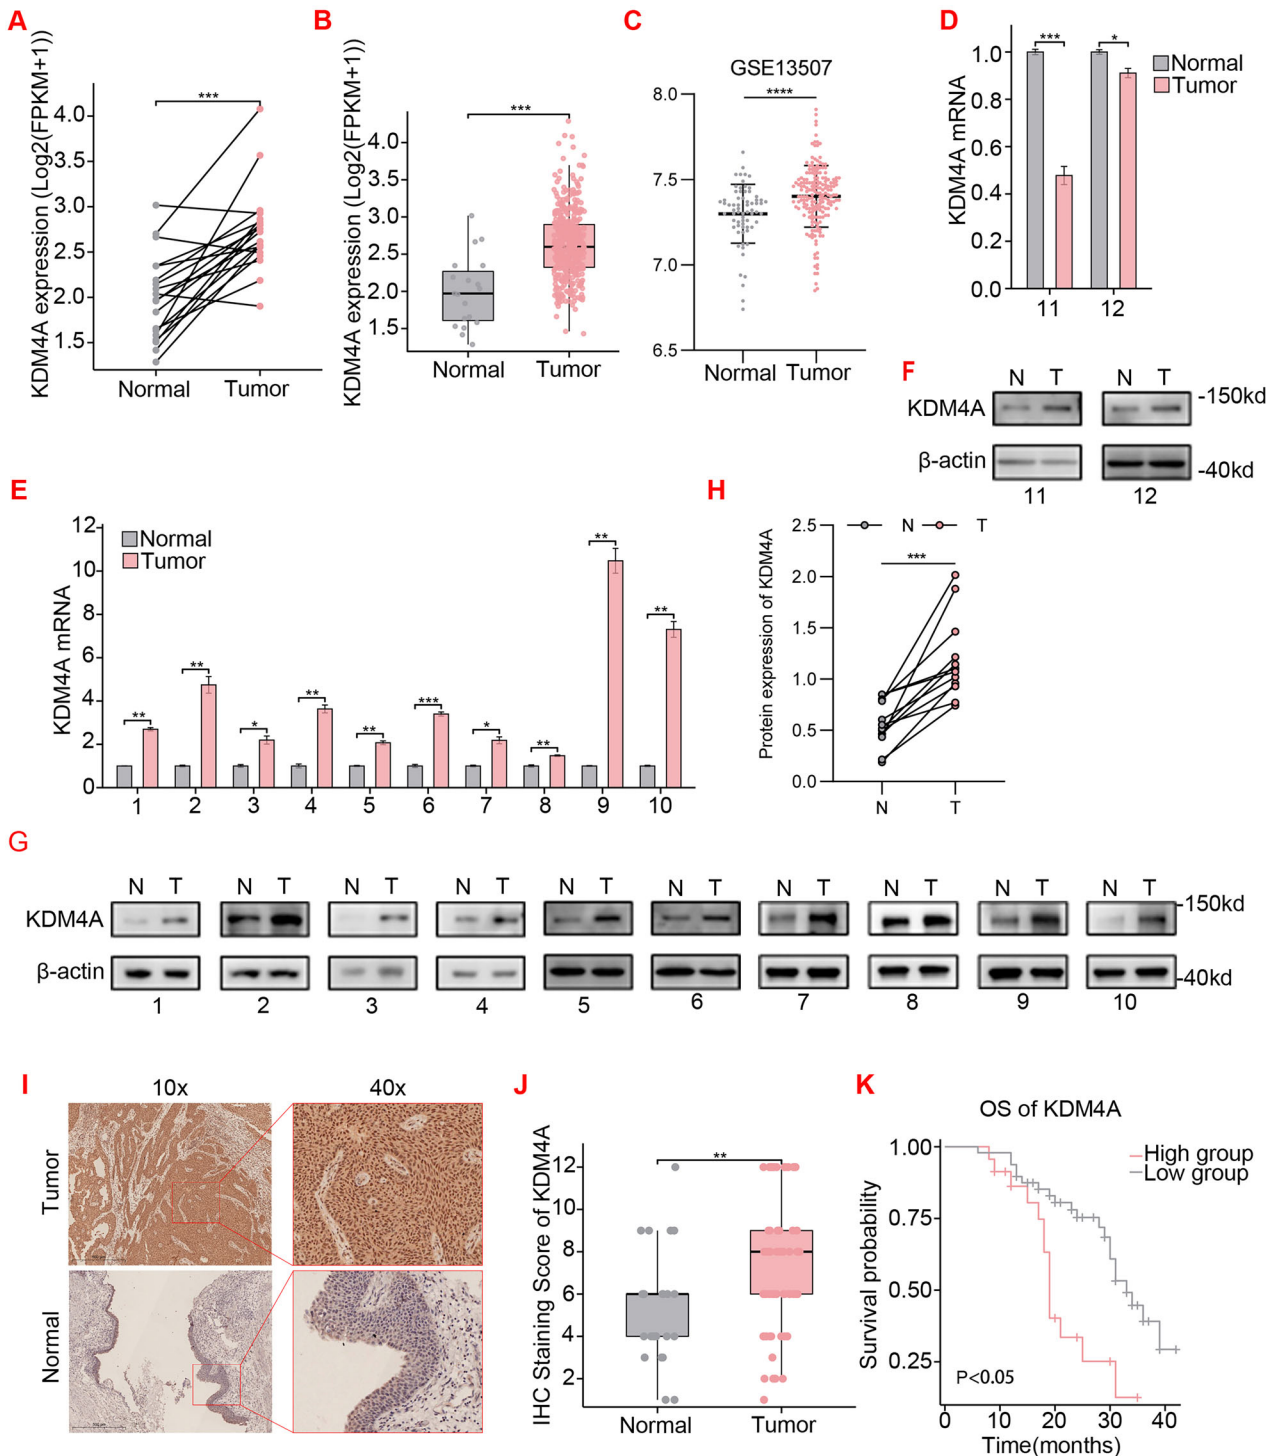 A
KDM4A expression (Log2(FPKM+1))
4.0
3.5
3.0
2.5
2.0
1.5
***
Normal
Tumor
B
KDM4A expression (Log2(FPKM+1))
4.0
3.5
3.0
2.5
2.0
1.5
***
Normal
Tumor
C
GSE13507
****
8.0
7.5
7.0
6.5
Normal
Tumor
D
KDM4A mRNA
1.0
0.8
0.6
0.4
0.2
0.0
***
*
Normal
Tumor
11
12
F
N
T
N
T
KDM4A
-150kd
β-actin
-40kd
11
12
E
KDM4A mRNA
12
10
8
6
4
2
0
Normal
Tumor
**
**
*
**
**
***
*
**
**
**
1
2
3
4
5
6
7
8
9
10
H
Protein expression of KDM4A
2.5
2.0
1.5
1.0
0.5
0.0
N
T
***
N
T
G
N T N T N T N T N T N T N T N T N T N T
KDM4A
-150kd
β-actin
-40kd
1
2
3
4
5
6
7
8
9
10
I
10x
40x
Tumor
Normal
J
IHC Staining Score of KDM4A
12
10
8
6
4
2
**
Normal
Tumor
K
OS of KDM4A
Survival probability
1.00
0.75
0.50
0.25
High group
Low group
P<0.05
0
10
20
30
40
Time(months)